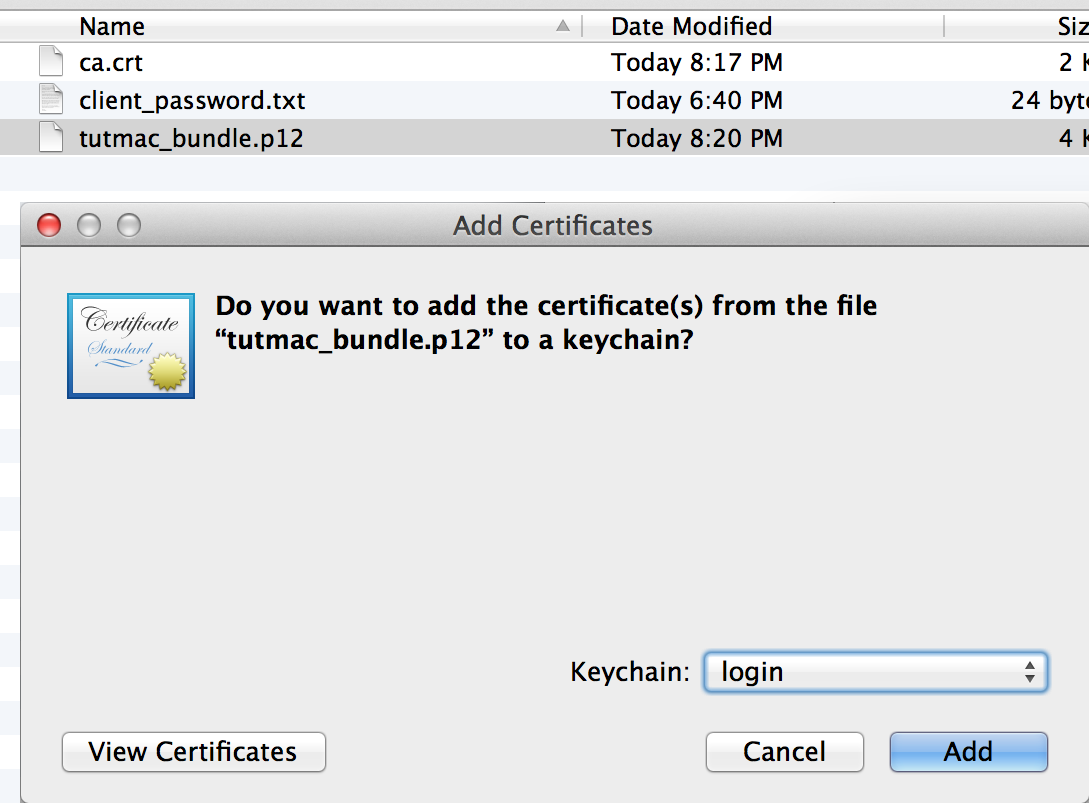 Name Date Modified Siz
ca.crt Today 8:17 PM 2 K
client_password.txt Today 6:40 PM 24 byte
tutmac_bundle.p12 Today 8:20 PM 4 K
Add Certificates
Certificate
Standard
Do you want to add the certificate(s) from the file
“tutmac_bundle.p12” to a keychain?
Keychain: login
View Certificates Cancel Add